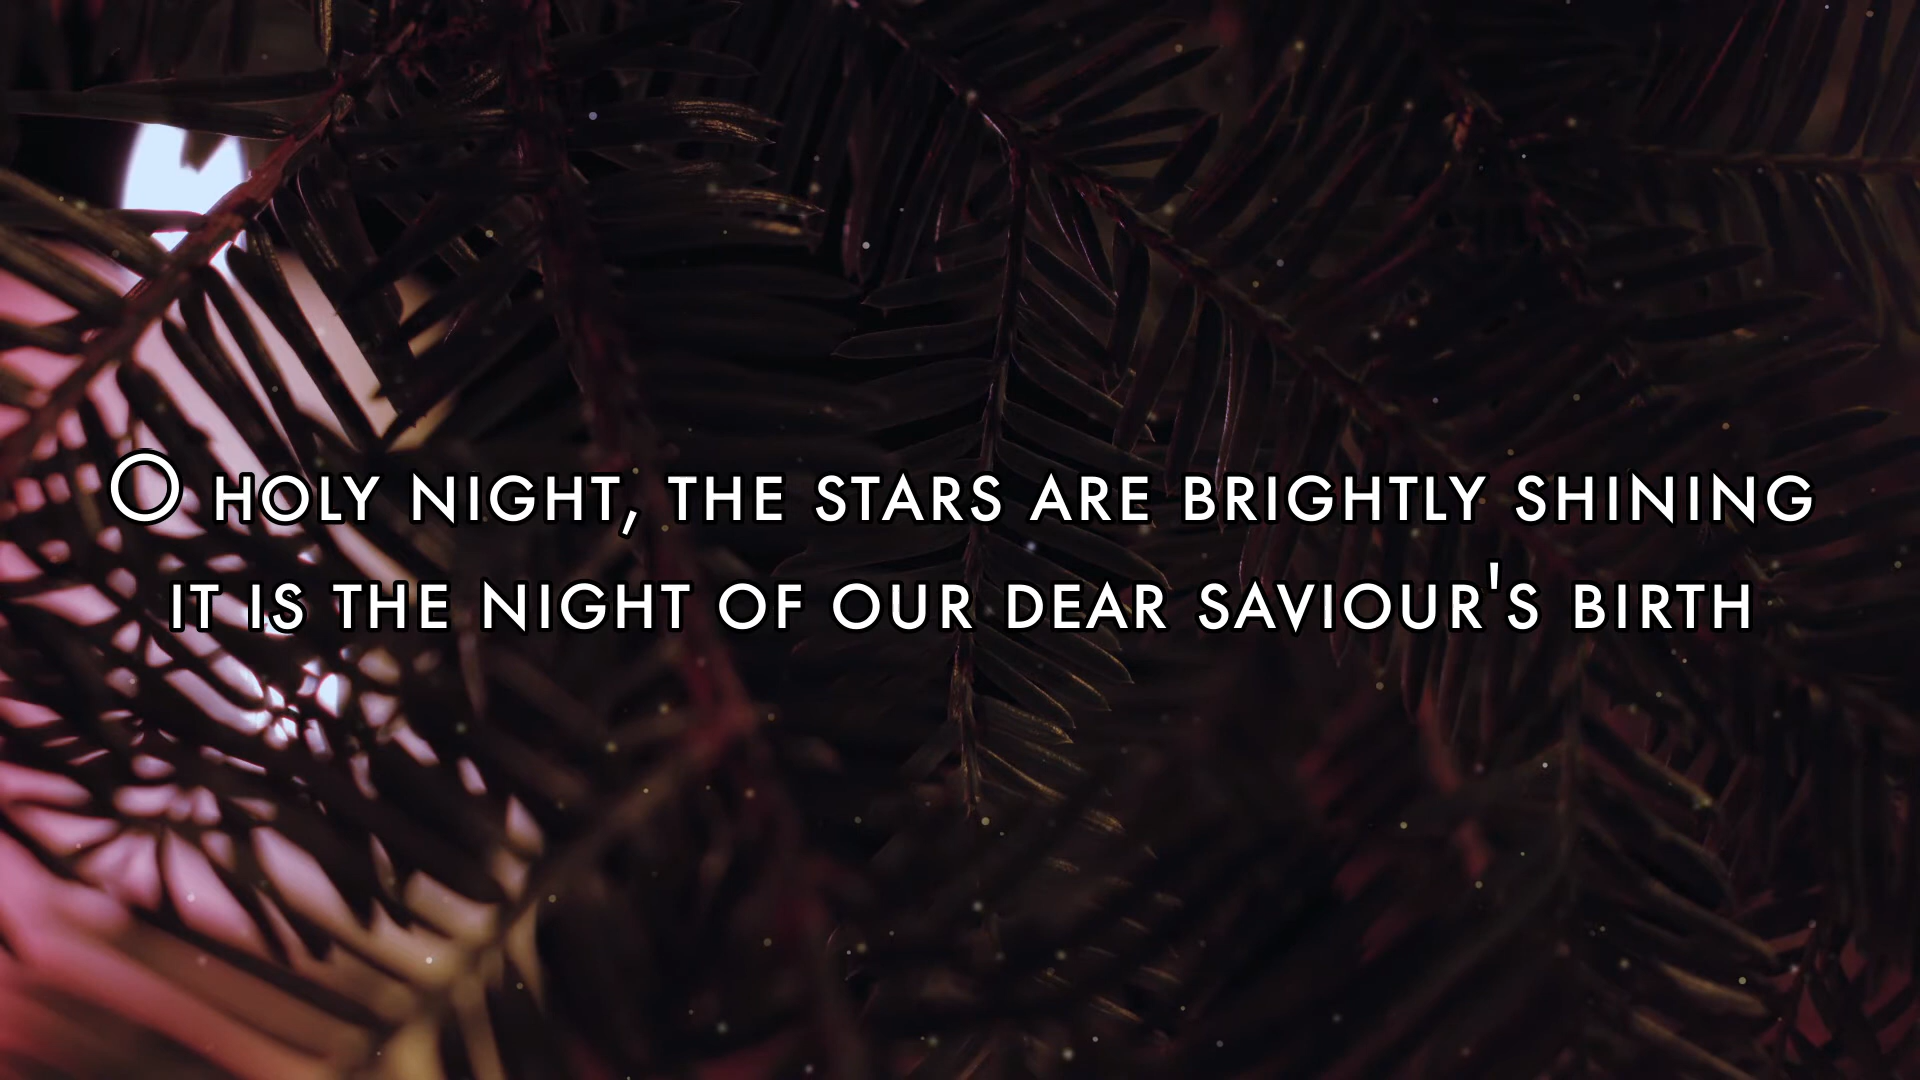 O holy night, the stars are brightly shining
it is the night of our dear saviour's birth